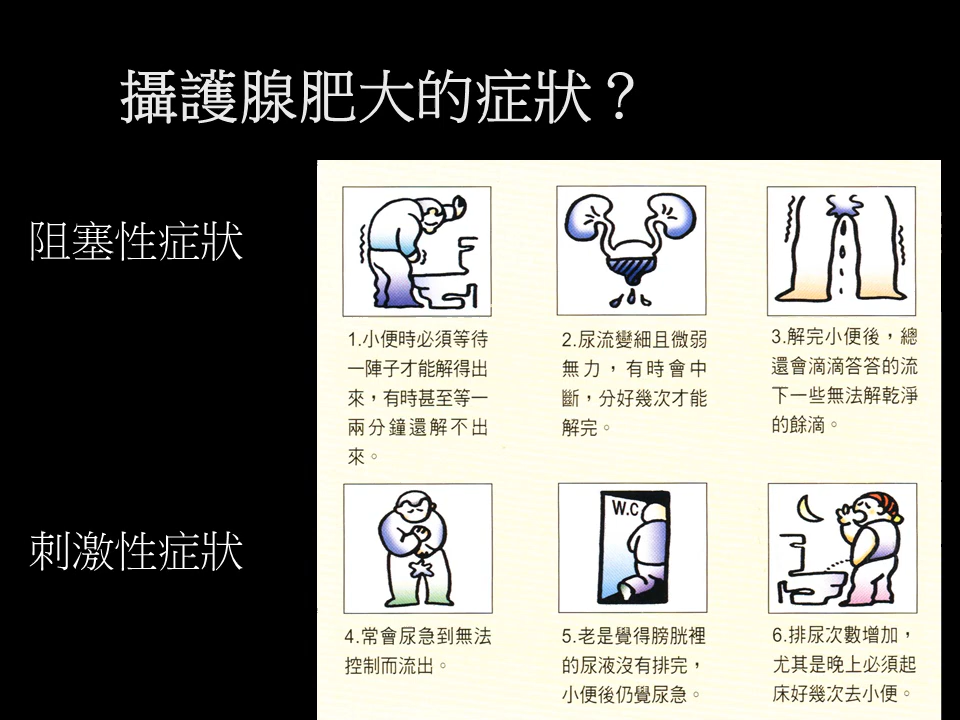 攝護腺肥大的症狀？
阻塞性症狀
1.小便時必須等待
一陣子才能解得出
來，有時甚至等一
兩分鐘還解不出
來。
2.尿流變細且微弱
無力，有時會中
斷，分好幾次才能
解完。
3.解完小便後，總
還會滴滴答答的流
下一些無法解乾淨
的餘滴。
刺激性症狀
4.常會尿急到無法
控制而流出。
W.C
5.老是覺得膀胱裡
的尿液沒有排完，
小便後仍覺尿急。
6.排尿次數增加，
尤其是晚上必須起
床好幾次去小便。